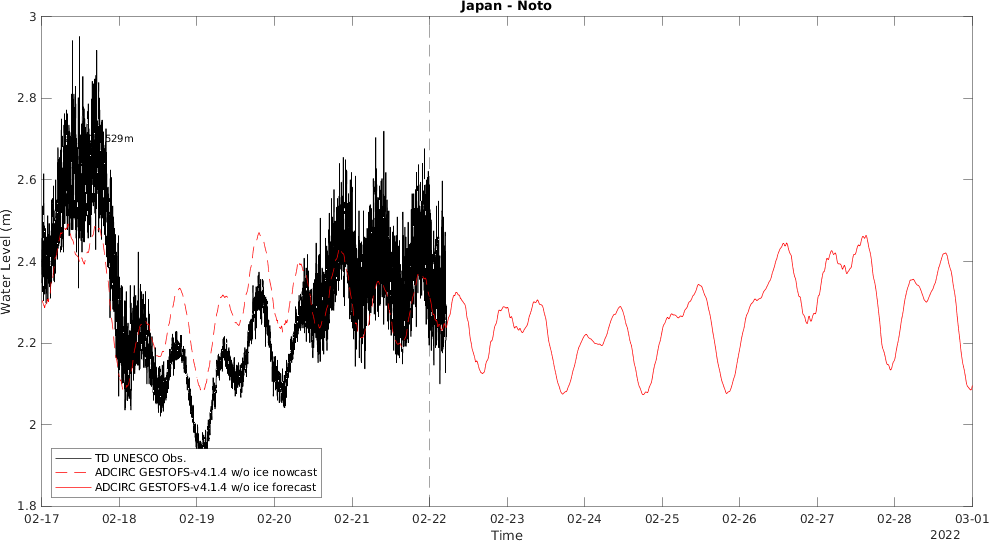 Japan - Noto
3
2.8
2.6
2.4
2.2
2
1.8
Water Level (m)
529m
TD UNESCO Obs.
ADCIRC GESTOFS-v4.1.4 w/o ice nowcast
ADCIRC GESTOFS-v4.1.4 w/o ice forecast
02-17 02-18 02-19 02-20 02-21 02-22 02-23 02-24 02-25 02-26 02-27 02-28 03-01
Time
2022